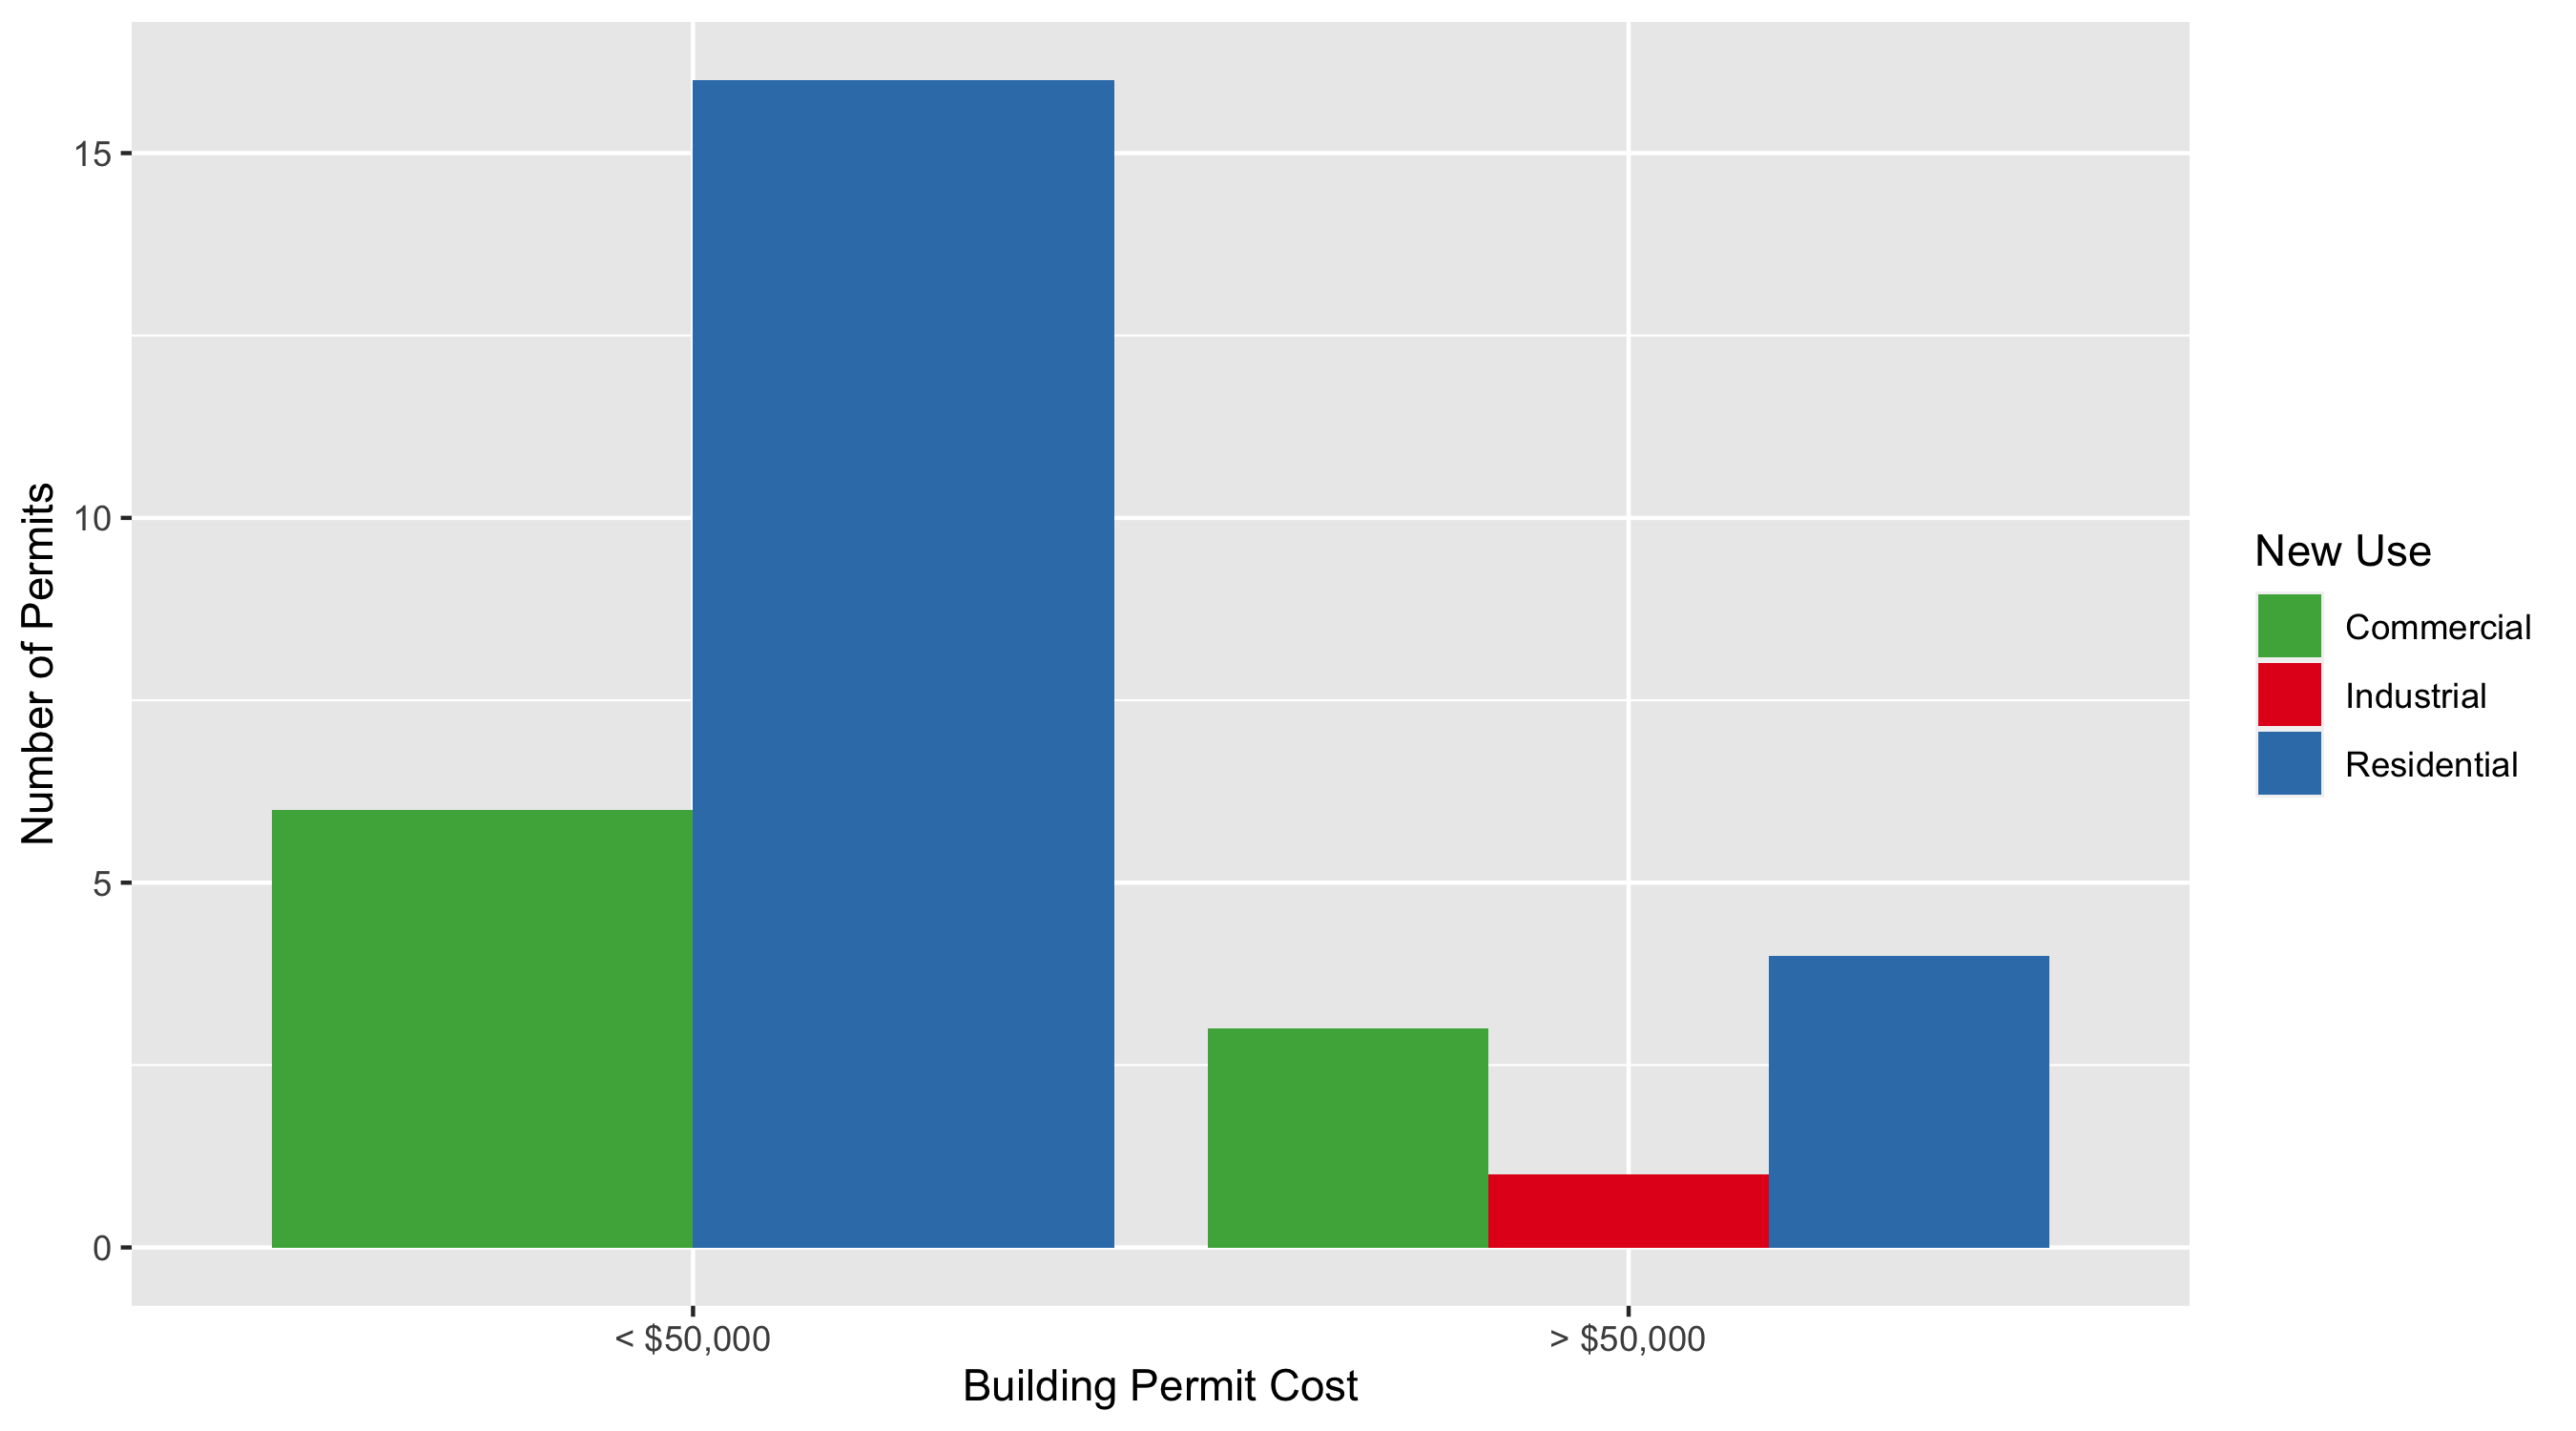 Number of Permits
15
10
5
0
< $50,000
> $50,000
Building Permit Cost
New Use
Commercial
Industrial
Residential